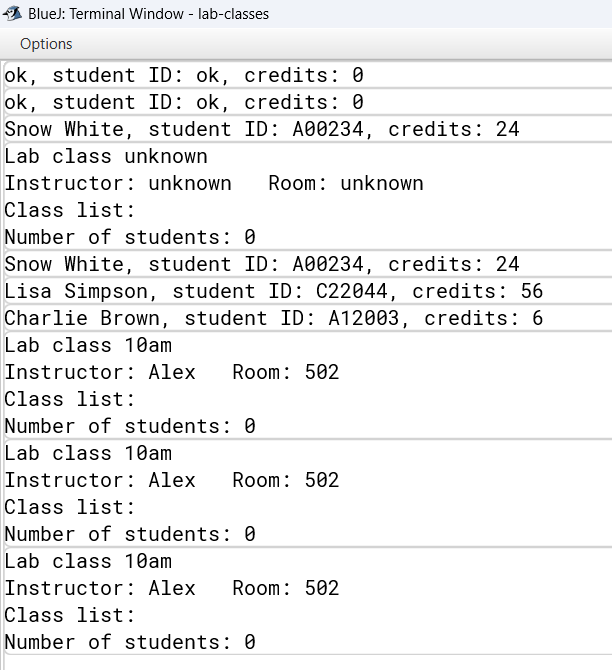 BlueJ: Terminal Window - lab-classes
Options
ok, student ID: ok, credits: 0
ok, student ID: ok, credits: 0
Snow White, student ID: A00234, credits: 24
Lab class unknown
Instructor: unknown   Room: unknown
Class list:
Number of students: 0
Snow White, student ID: A00234, credits: 24
Lisa Simpson, student ID: C22044, credits: 56
Charlie Brown, student ID: A12003, credits: 6
Lab class 10am
Instructor: Alex   Room: 502
Class list:
Number of students: 0
Lab class 10am
Instructor: Alex   Room: 502
Class list:
Number of students: 0
Lab class 10am
Instructor: Alex   Room: 502
Class list:
Number of students: 0